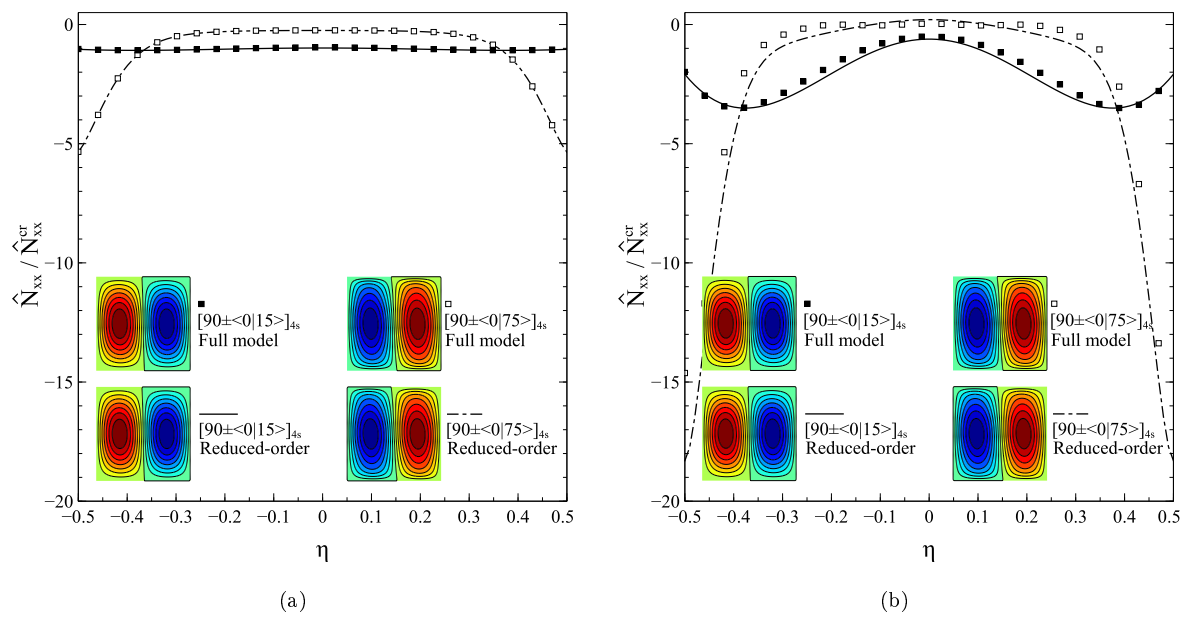 0
−5
−10
−15
−20
N̂xx / N̂xx^cr
[90±<0|15>]4s
Full model
[90±<0|75>]4s
Full model
[90±<0|15>]4s
Reduced-order
[90±<0|75>]4s
Reduced-order
−0.5 −0.4 −0.3 −0.2 −0.1 0 0.1 0.2 0.3 0.4 0.5
η
(a)
0
−5
−10
−15
−20
N̂xx / N̂xx^cr
[90±<0|15>]4s
Full model
[90±<0|75>]4s
Full model
[90±<0|15>]4s
Reduced-order
[90±<0|75>]4s
Reduced-order
−0.5 −0.4 −0.3 −0.2 −0.1 0 0.1 0.2 0.3 0.4 0.5
η
(b)